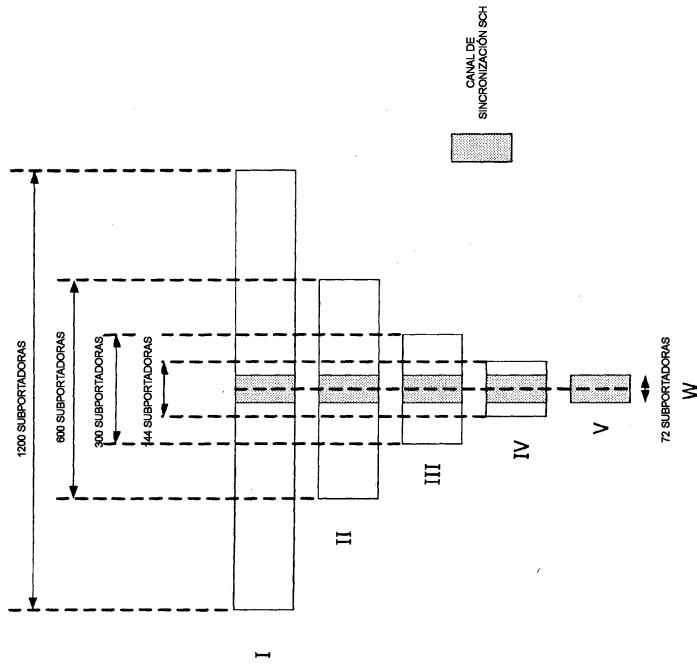 1200 SUBPORTADORAS
600 SUBPORTADORAS
300 SUBPORTADORAS
144 SUBPORTADORAS
I
II
III
IV
V
72 SUBPORTADORAS
W
CANAL DE
SINCRONIZACIÓN SCH